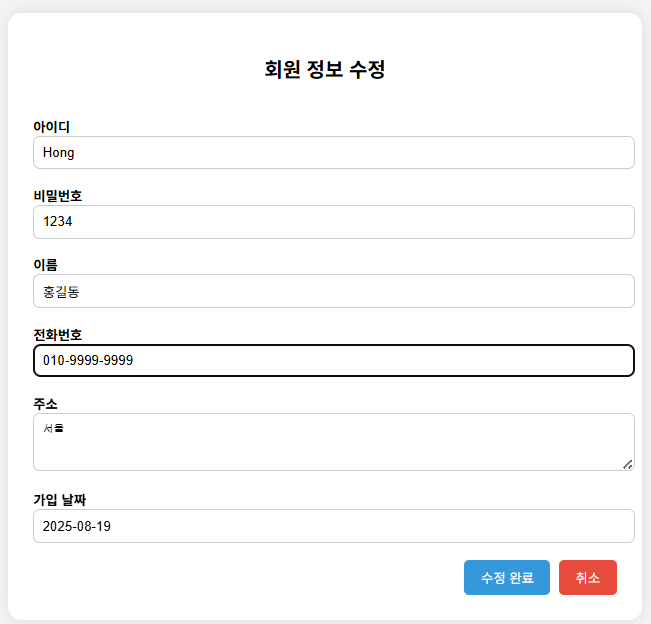 회원 정보 수정
아이디
Hong
비밀번호
1234
이름
홍길동
전화번호
010-9999-9999
주소
서울
가입 날짜
2025-08-19
수정 완료 취소